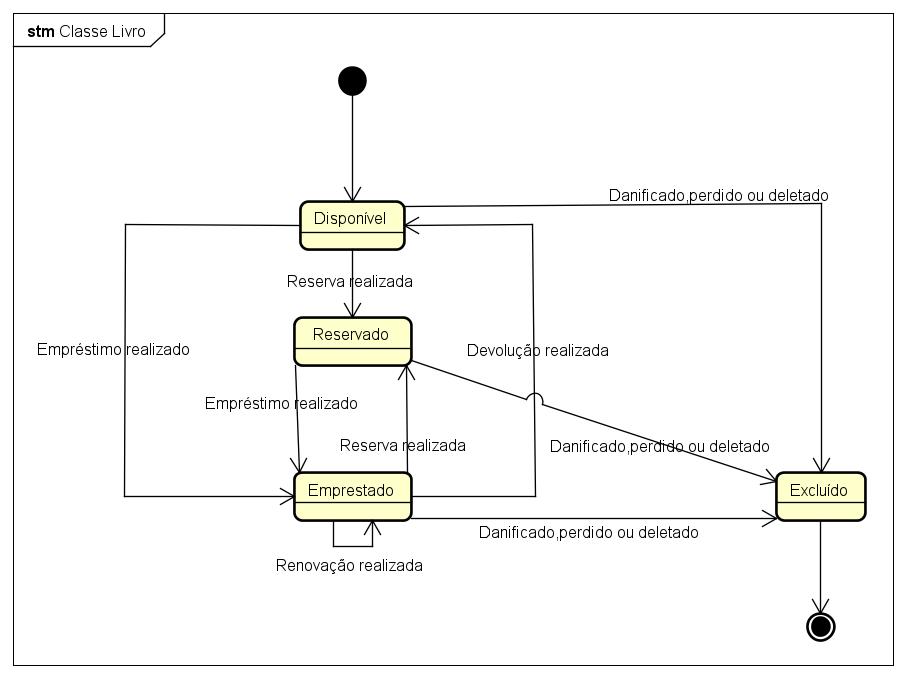 stm Classe Livro
Danificado,perdido ou deletado
Disponível
Reserva realizada
Reservado
Empréstimo realizado
Devolução realizada
Empréstimo realizado
Reserva realizada
Danificado,perdido ou deletado
Emprestado
Excluído
Danificado,perdido ou deletado
Renovação realizada